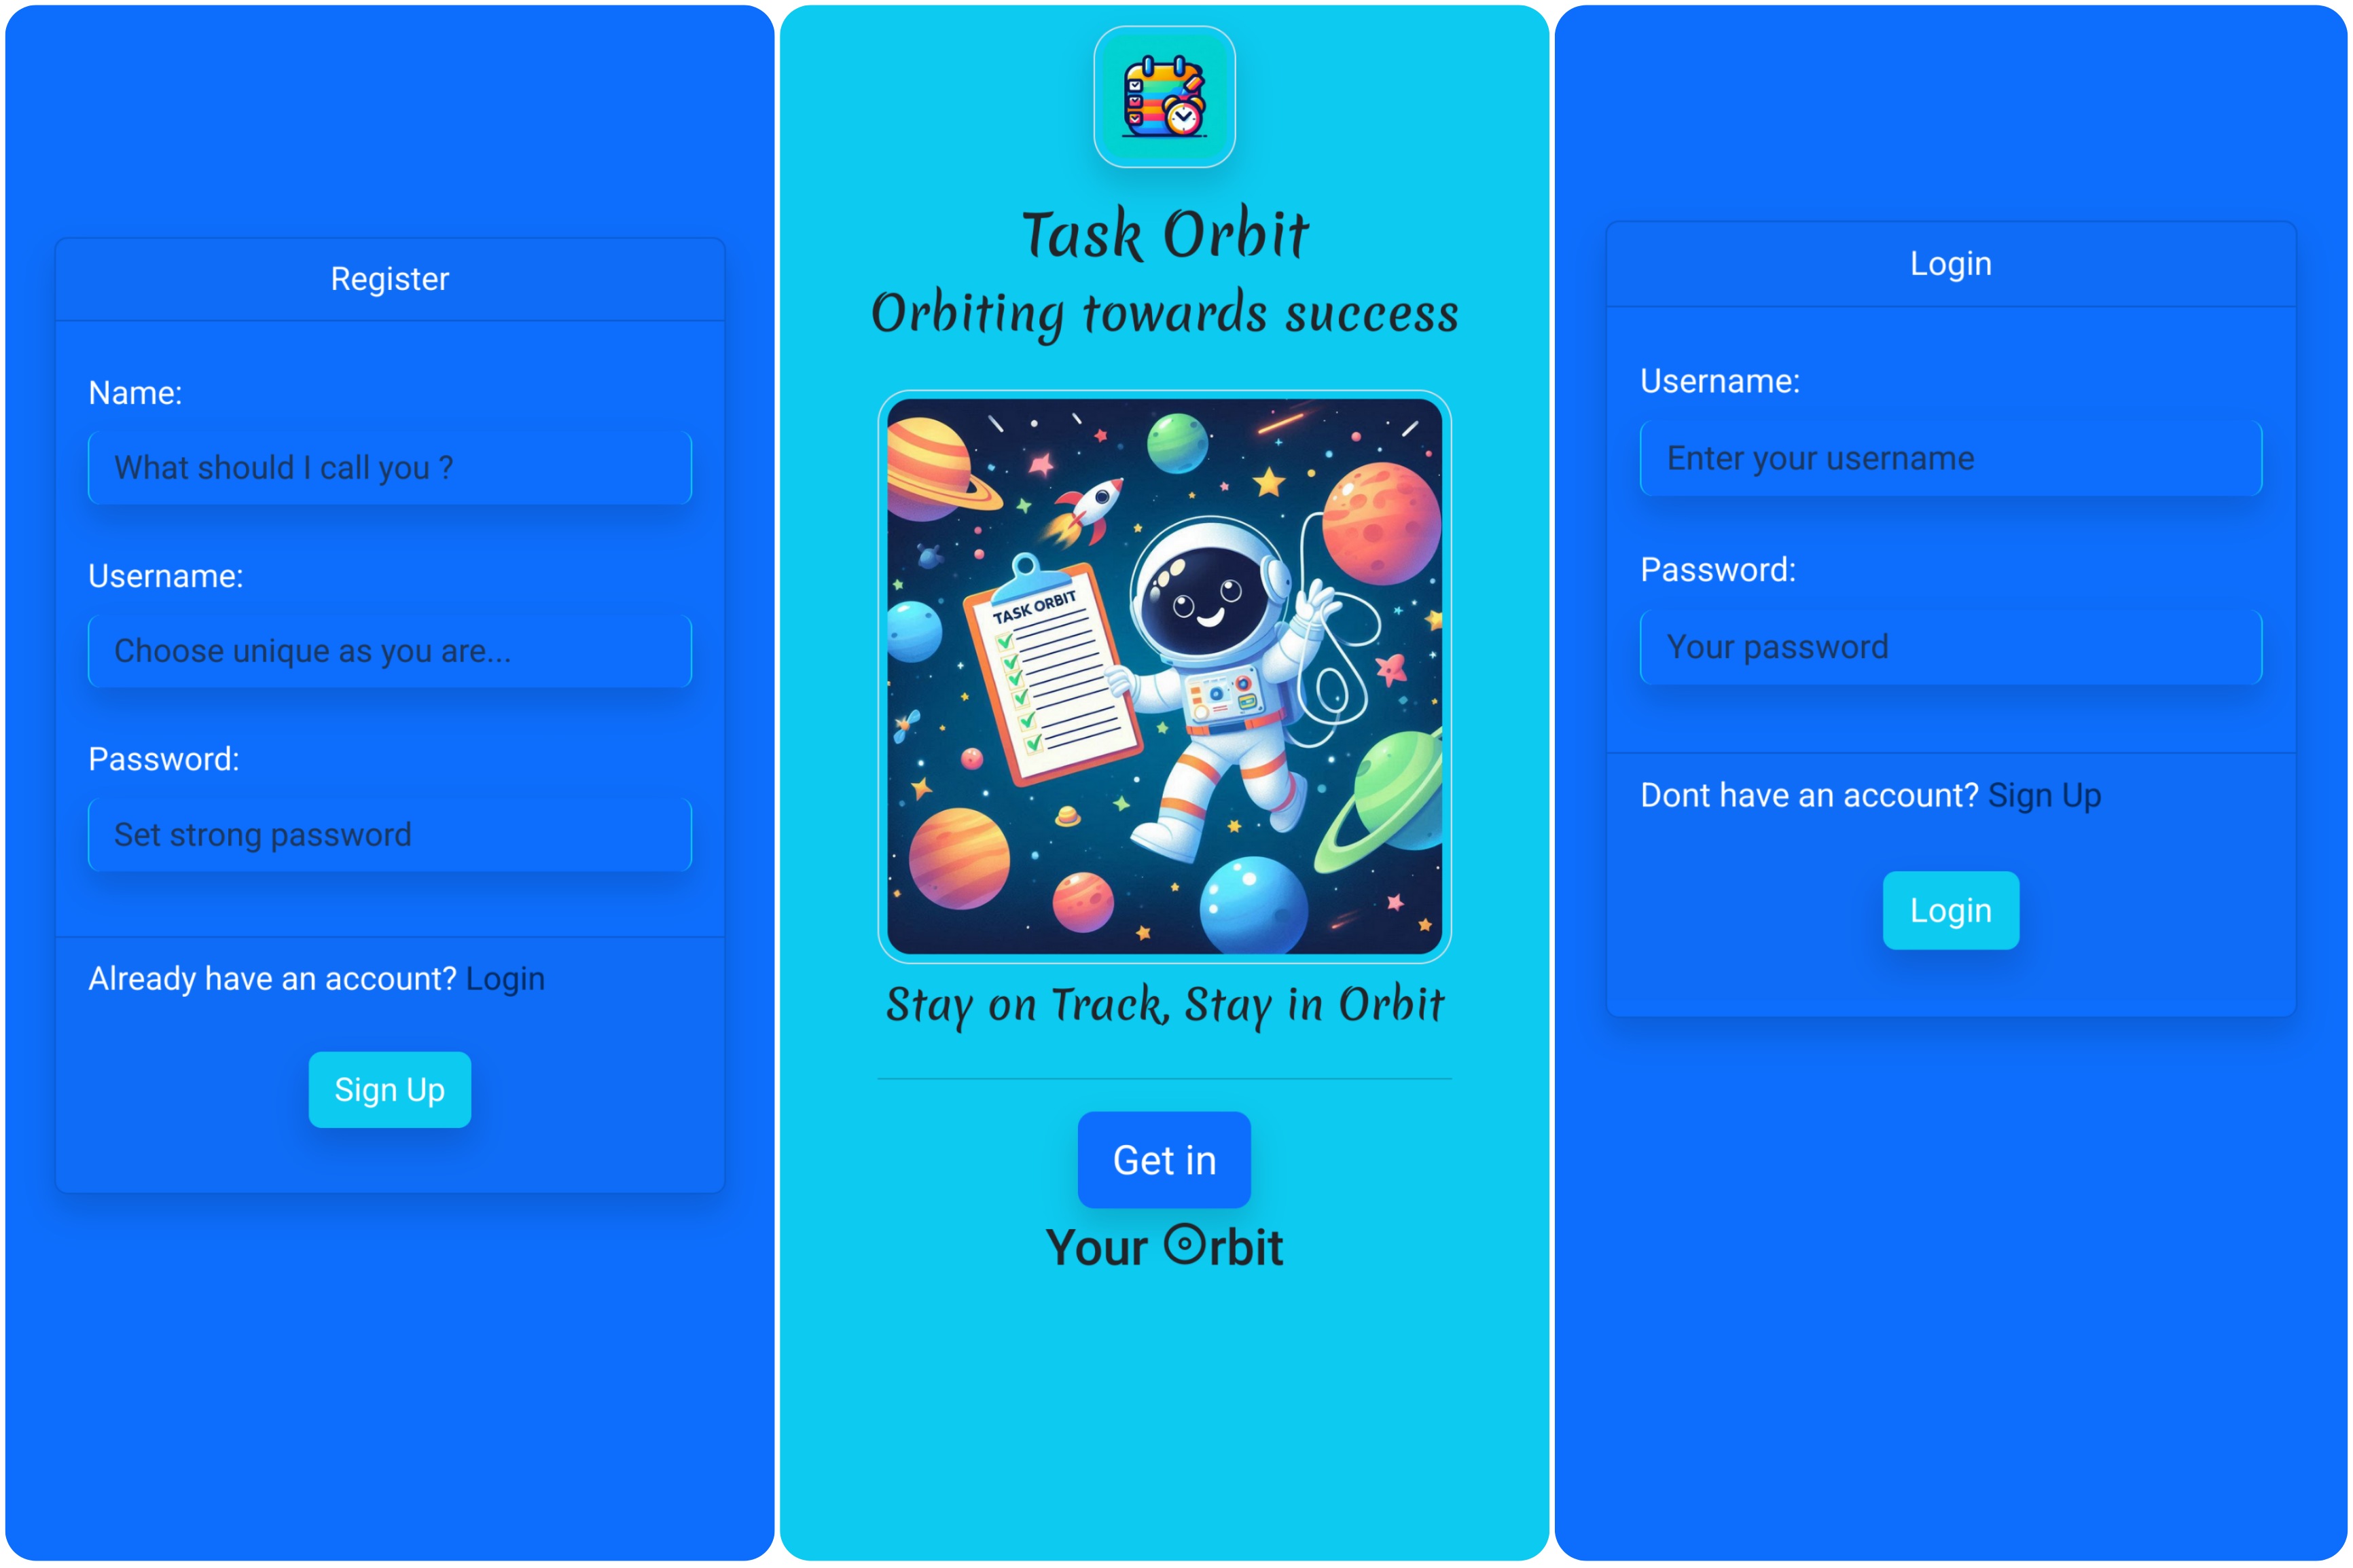 Register
Name:
What should I call you ?
Username:
Choose unique as you are...
Password:
Set strong password
Already have an account? Login
Sign Up
Task Orbit
Orbiting towards success
TASK ORBIT
Stay on Track, Stay in Orbit
Get in
Your Orbit
Login
Username:
Enter your username
Password:
Your password
Dont have an account? Sign Up
Login